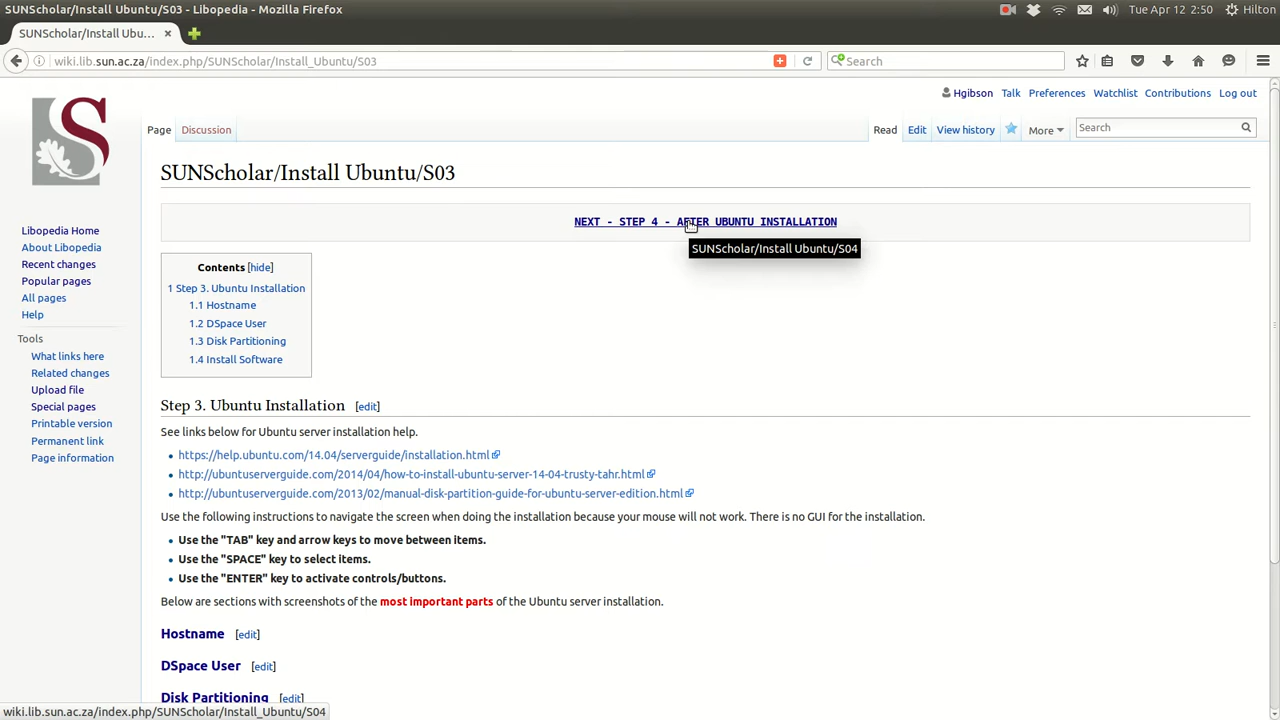 SUNScholar/Install Ubuntu/S03 - Libopedia - Mozilla Firefox
Tue Apr 12 2:50
Hilton
SUNScholar/Install Ubu...
wiki.lib.sun.ac.za/index.php/SUNScholar/Install_Ubuntu/S03
Search
Hgibson Talk Preferences Watchlist Contributions Log out
Page Discussion
Read Edit View history More
Search
S
SUNScholar/Install Ubuntu/S03
NEXT - STEP 4 - AFTER UBUNTU INSTALLATION
SUNScholar/Install Ubuntu/S04
Libopedia Home
About Libopedia
Recent changes
Popular pages
All pages
Help
Tools
What links here
Related changes
Upload file
Special pages
Printable version
Permanent link
Page information
Contents [hide]
1 Step 3. Ubuntu Installation
1.1 Hostname
1.2 DSpace User
1.3 Disk Partitioning
1.4 Install Software
Step 3. Ubuntu Installation [edit]
See links below for Ubuntu server installation help.
https://help.ubuntu.com/14.04/serverguide/installation.html
http://ubuntuserverguide.com/2014/04/how-to-install-ubuntu-server-14-04-trusty-tahr.html
http://ubuntuserverguide.com/2013/02/manual-disk-partition-guide-for-ubuntu-server-edition.html
Use the following instructions to navigate the screen when doing the installation because your mouse will not work. There is no GUI for the installation.
Use the "TAB" key and arrow keys to move between items.
Use the "SPACE" key to select items.
Use the "ENTER" key to activate controls/buttons.
Below are sections with screenshots of the most important parts of the Ubuntu server installation.
Hostname [edit]
DSpace User [edit]
Disk Partitioning [edit]
wiki.lib.sun.ac.za/index.php/SUNScholar/Install_Ubuntu/S04